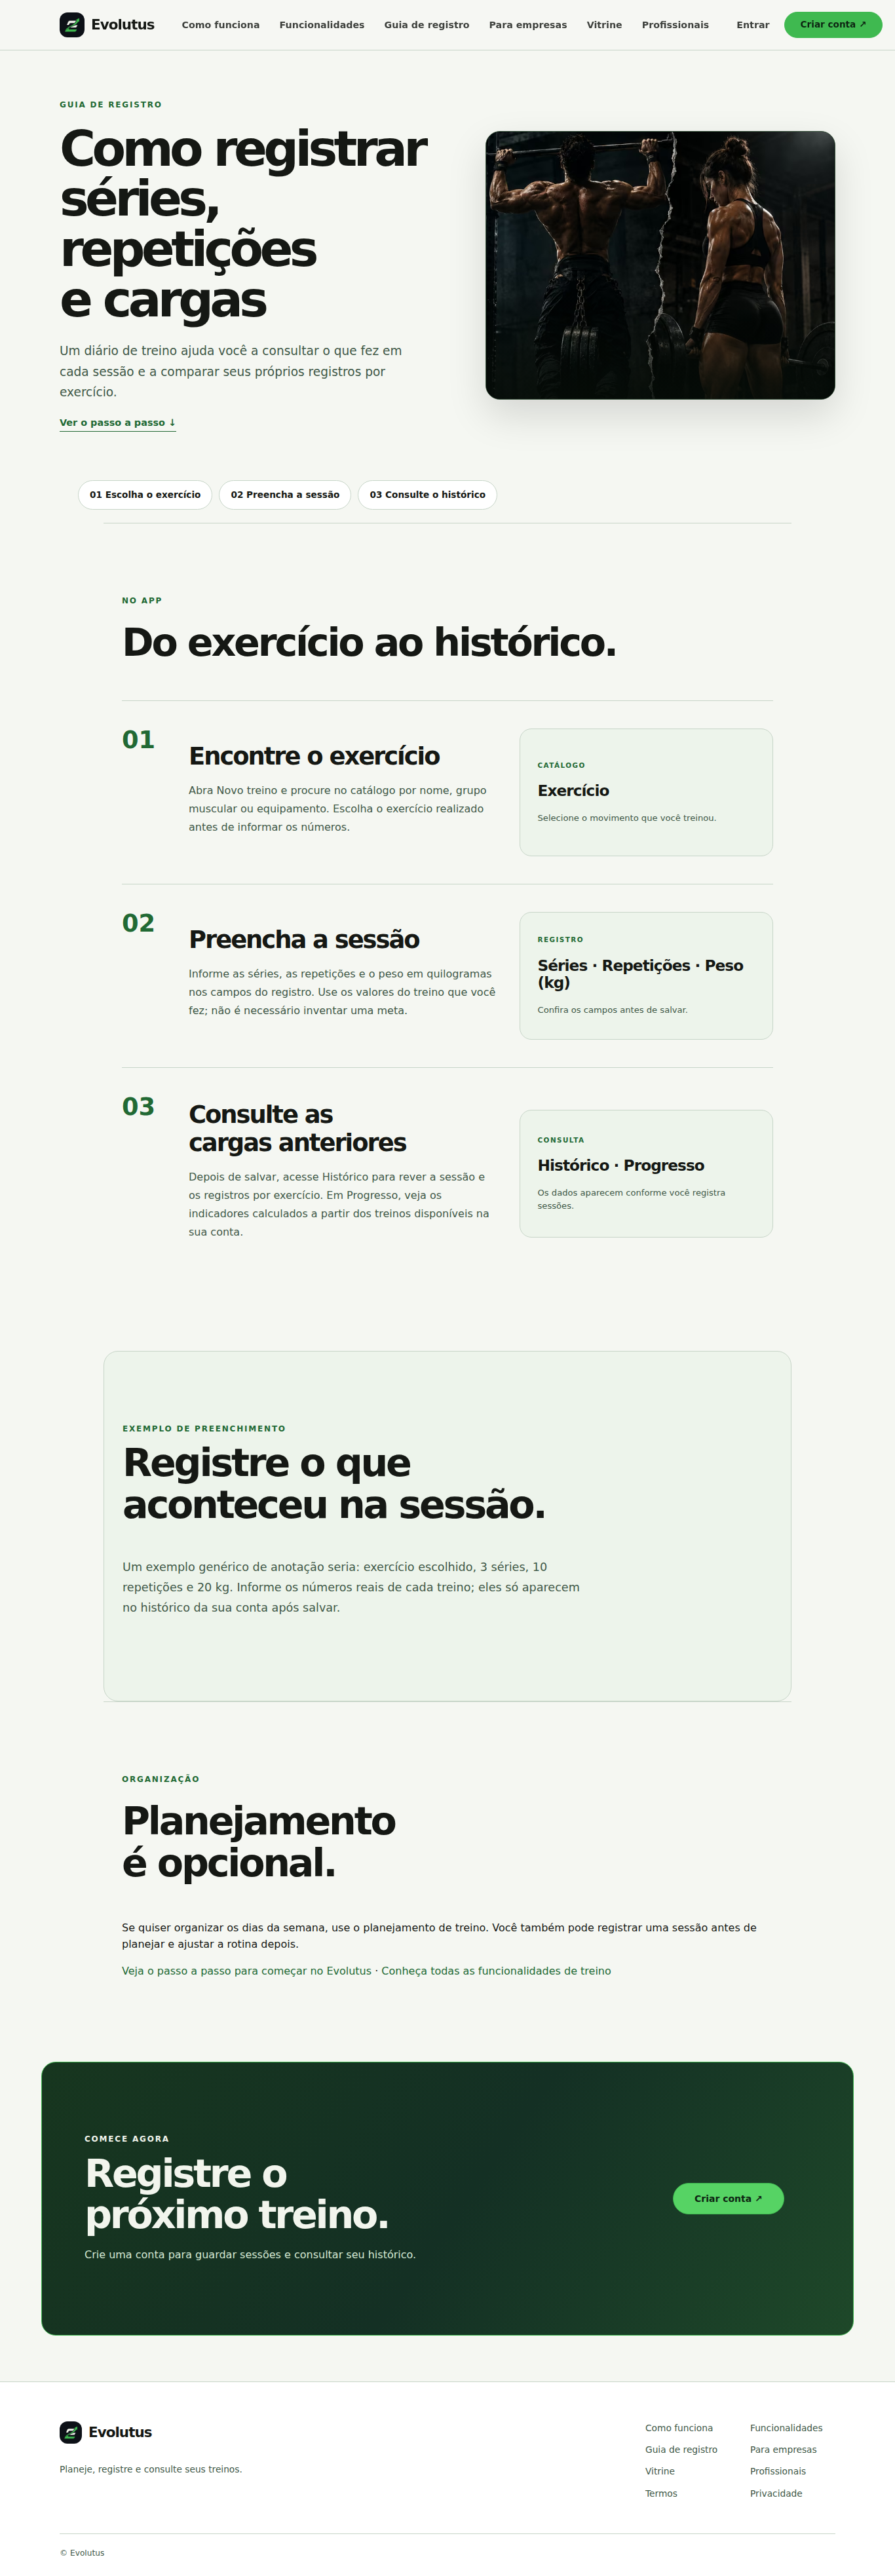 Evolutus
Como funciona
Funcionalidades
Guia de registro
Para empresas
Vitrine
Profissionais
Entrar
Criar conta ↗
GUIA DE REGISTRO
Como registrar
séries,
repetições
e cargas
Um diário de treino ajuda você a consultar o que fez em
cada sessão e a comparar seus próprios registros por
exercício.
Ver o passo a passo ↓
01 Escolha o exercício
02 Preencha a sessão
03 Consulte o histórico
NO APP
Do exercício ao histórico.
01
Encontre o exercício
Abra Novo treino e procure no catálogo por nome, grupo
muscular ou equipamento. Escolha o exercício realizado
antes de informar os números.
CATÁLOGO
Exercício
Selecione o movimento que você treinou.
02
Preencha a sessão
Informe as séries, as repetições e o peso em quilogramas
nos campos do registro. Use os valores do treino que você
fez; não é necessário inventar uma meta.
REGISTRO
Séries · Repetições · Peso
(kg)
Confira os campos antes de salvar.
03
Consulte as
cargas anteriores
Depois de salvar, acesse Histórico para rever a sessão e
os registros por exercício. Em Progresso, veja os
indicadores calculados a partir dos treinos disponíveis na
sua conta.
CONSULTA
Histórico · Progresso
Os dados aparecem conforme você registra
sessões.
EXEMPLO DE PREENCHIMENTO
Registre o que
aconteceu na sessão.
Um exemplo genérico de anotação seria: exercício escolhido, 3 séries, 10
repetições e 20 kg. Informe os números reais de cada treino; eles só aparecem
no histórico da sua conta após salvar.
ORGANIZAÇÃO
Planejamento
é opcional.
Se quiser organizar os dias da semana, use o planejamento de treino. Você também pode registrar uma sessão antes de
planejar e ajustar a rotina depois.
Veja o passo a passo para começar no Evolutus · Conheça todas as funcionalidades de treino
COMECE AGORA
Registre o
próximo treino.
Crie uma conta para guardar sessões e consultar seu histórico.
Criar conta ↗
Evolutus
Planeje, registre e consulte seus treinos.
Como funciona
Funcionalidades
Guia de registro
Para empresas
Vitrine
Profissionais
Termos
Privacidade
© Evolutus